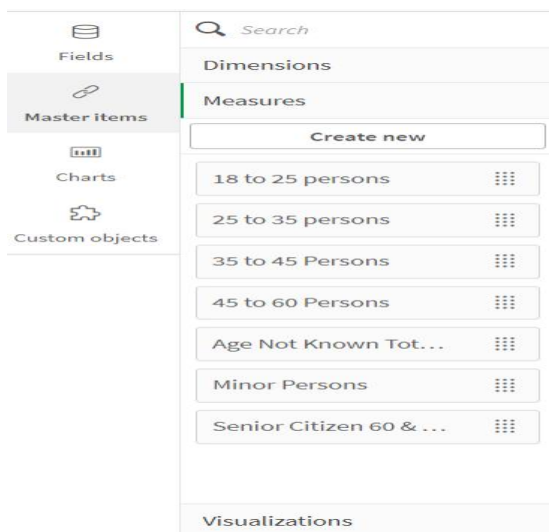 Fields
Master items
Charts
Custom objects
Search
Dimensions
Measures
Create new
18 to 25 persons
25 to 35 persons
35 to 45 Persons
45 to 60 Persons
Age Not Known Tot...
Minor Persons
Senior Citizen 60 & ...
Visualizations